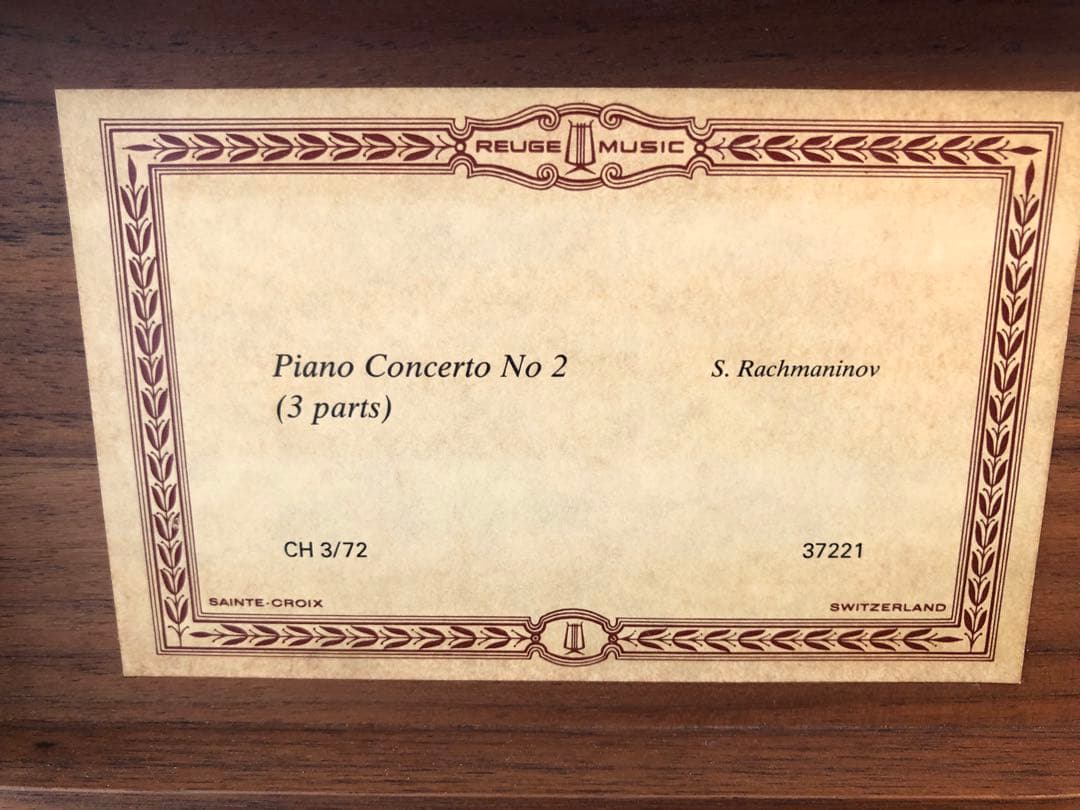 REUGE MUSIC
Piano Concerto No 2 S. Rachmaninov
(3 parts)
CH 3/72 37221
SAINTE-CROIX SWITZERLAND